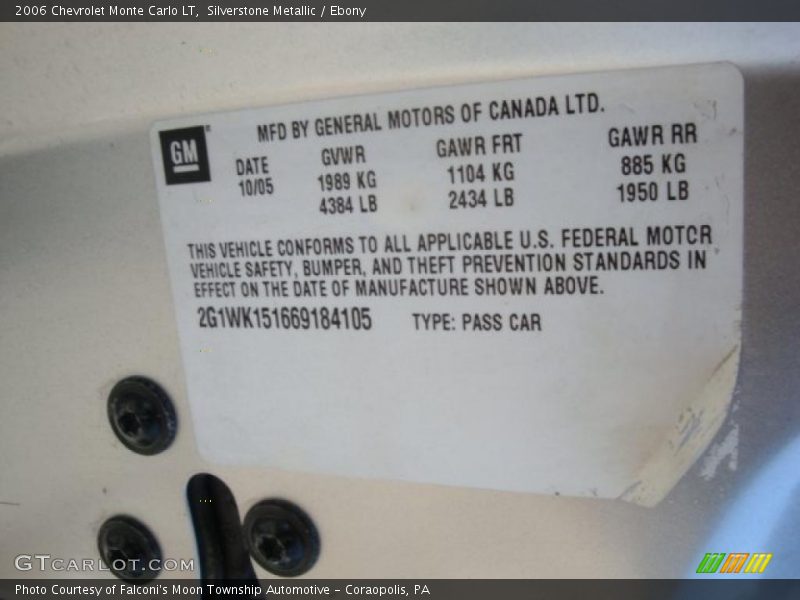 2006 Chevrolet Monte Carlo LT,  Silverstone Metallic / Ebony
GM
MFD BY GENERAL MOTORS OF CANADA LTD.
DATE GVWR GAWR FRT GAWR RR
10/05 1989 KG 1104 KG 885 KG
4384 LB 2434 LB 1950 LB
THIS VEHICLE CONFORMS TO ALL APPLICABLE U.S. FEDERAL MOTOR
VEHICLE SAFETY, BUMPER, AND THEFT PREVENTION STANDARDS IN
EFFECT ON THE DATE OF MANUFACTURE SHOWN ABOVE.
2G1WK151669184105 TYPE: PASS CAR
GTCARLOT.COM
Photo Courtesy of Falconi's Moon Township Automotive – Coraopolis, PA